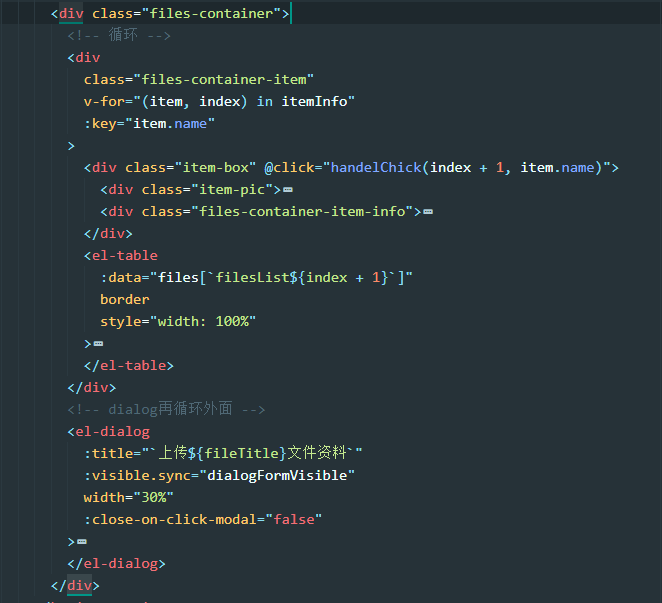 <div class="files-container">
<!-- 循环 -->
<div
class="files-container-item"
v-for="(item, index) in itemInfo"
:key="item.name"
>
<div class="item-box" @click="handelChick(index + 1, item.name)">
<div class="item-pic">
<div class="files-container-item-info">
</div>
<el-table
:data="files[`filesList${index + 1}`]"
border
style="width: 100%"
>
</el-table>
</div>
<!-- dialog再循环外面 -->
<el-dialog
:title="`上传${fileTitle}文件资料`"
:visible.sync="dialogFormVisible"
width="30%"
:close-on-click-modal="false"
>
</el-dialog>
</div>